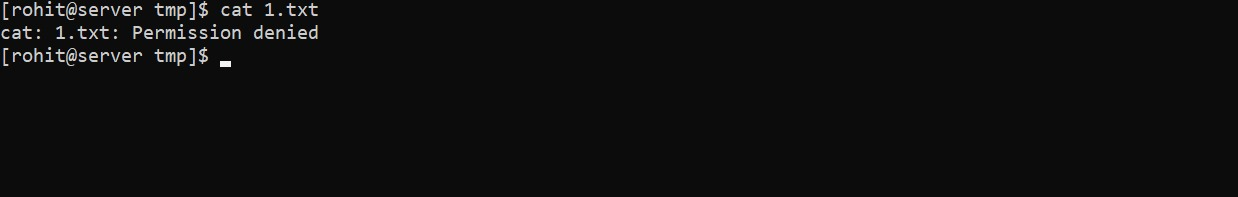 [rohit@server tmp]$ cat 1.txt
cat: 1.txt: Permission denied
[rohit@server tmp]$